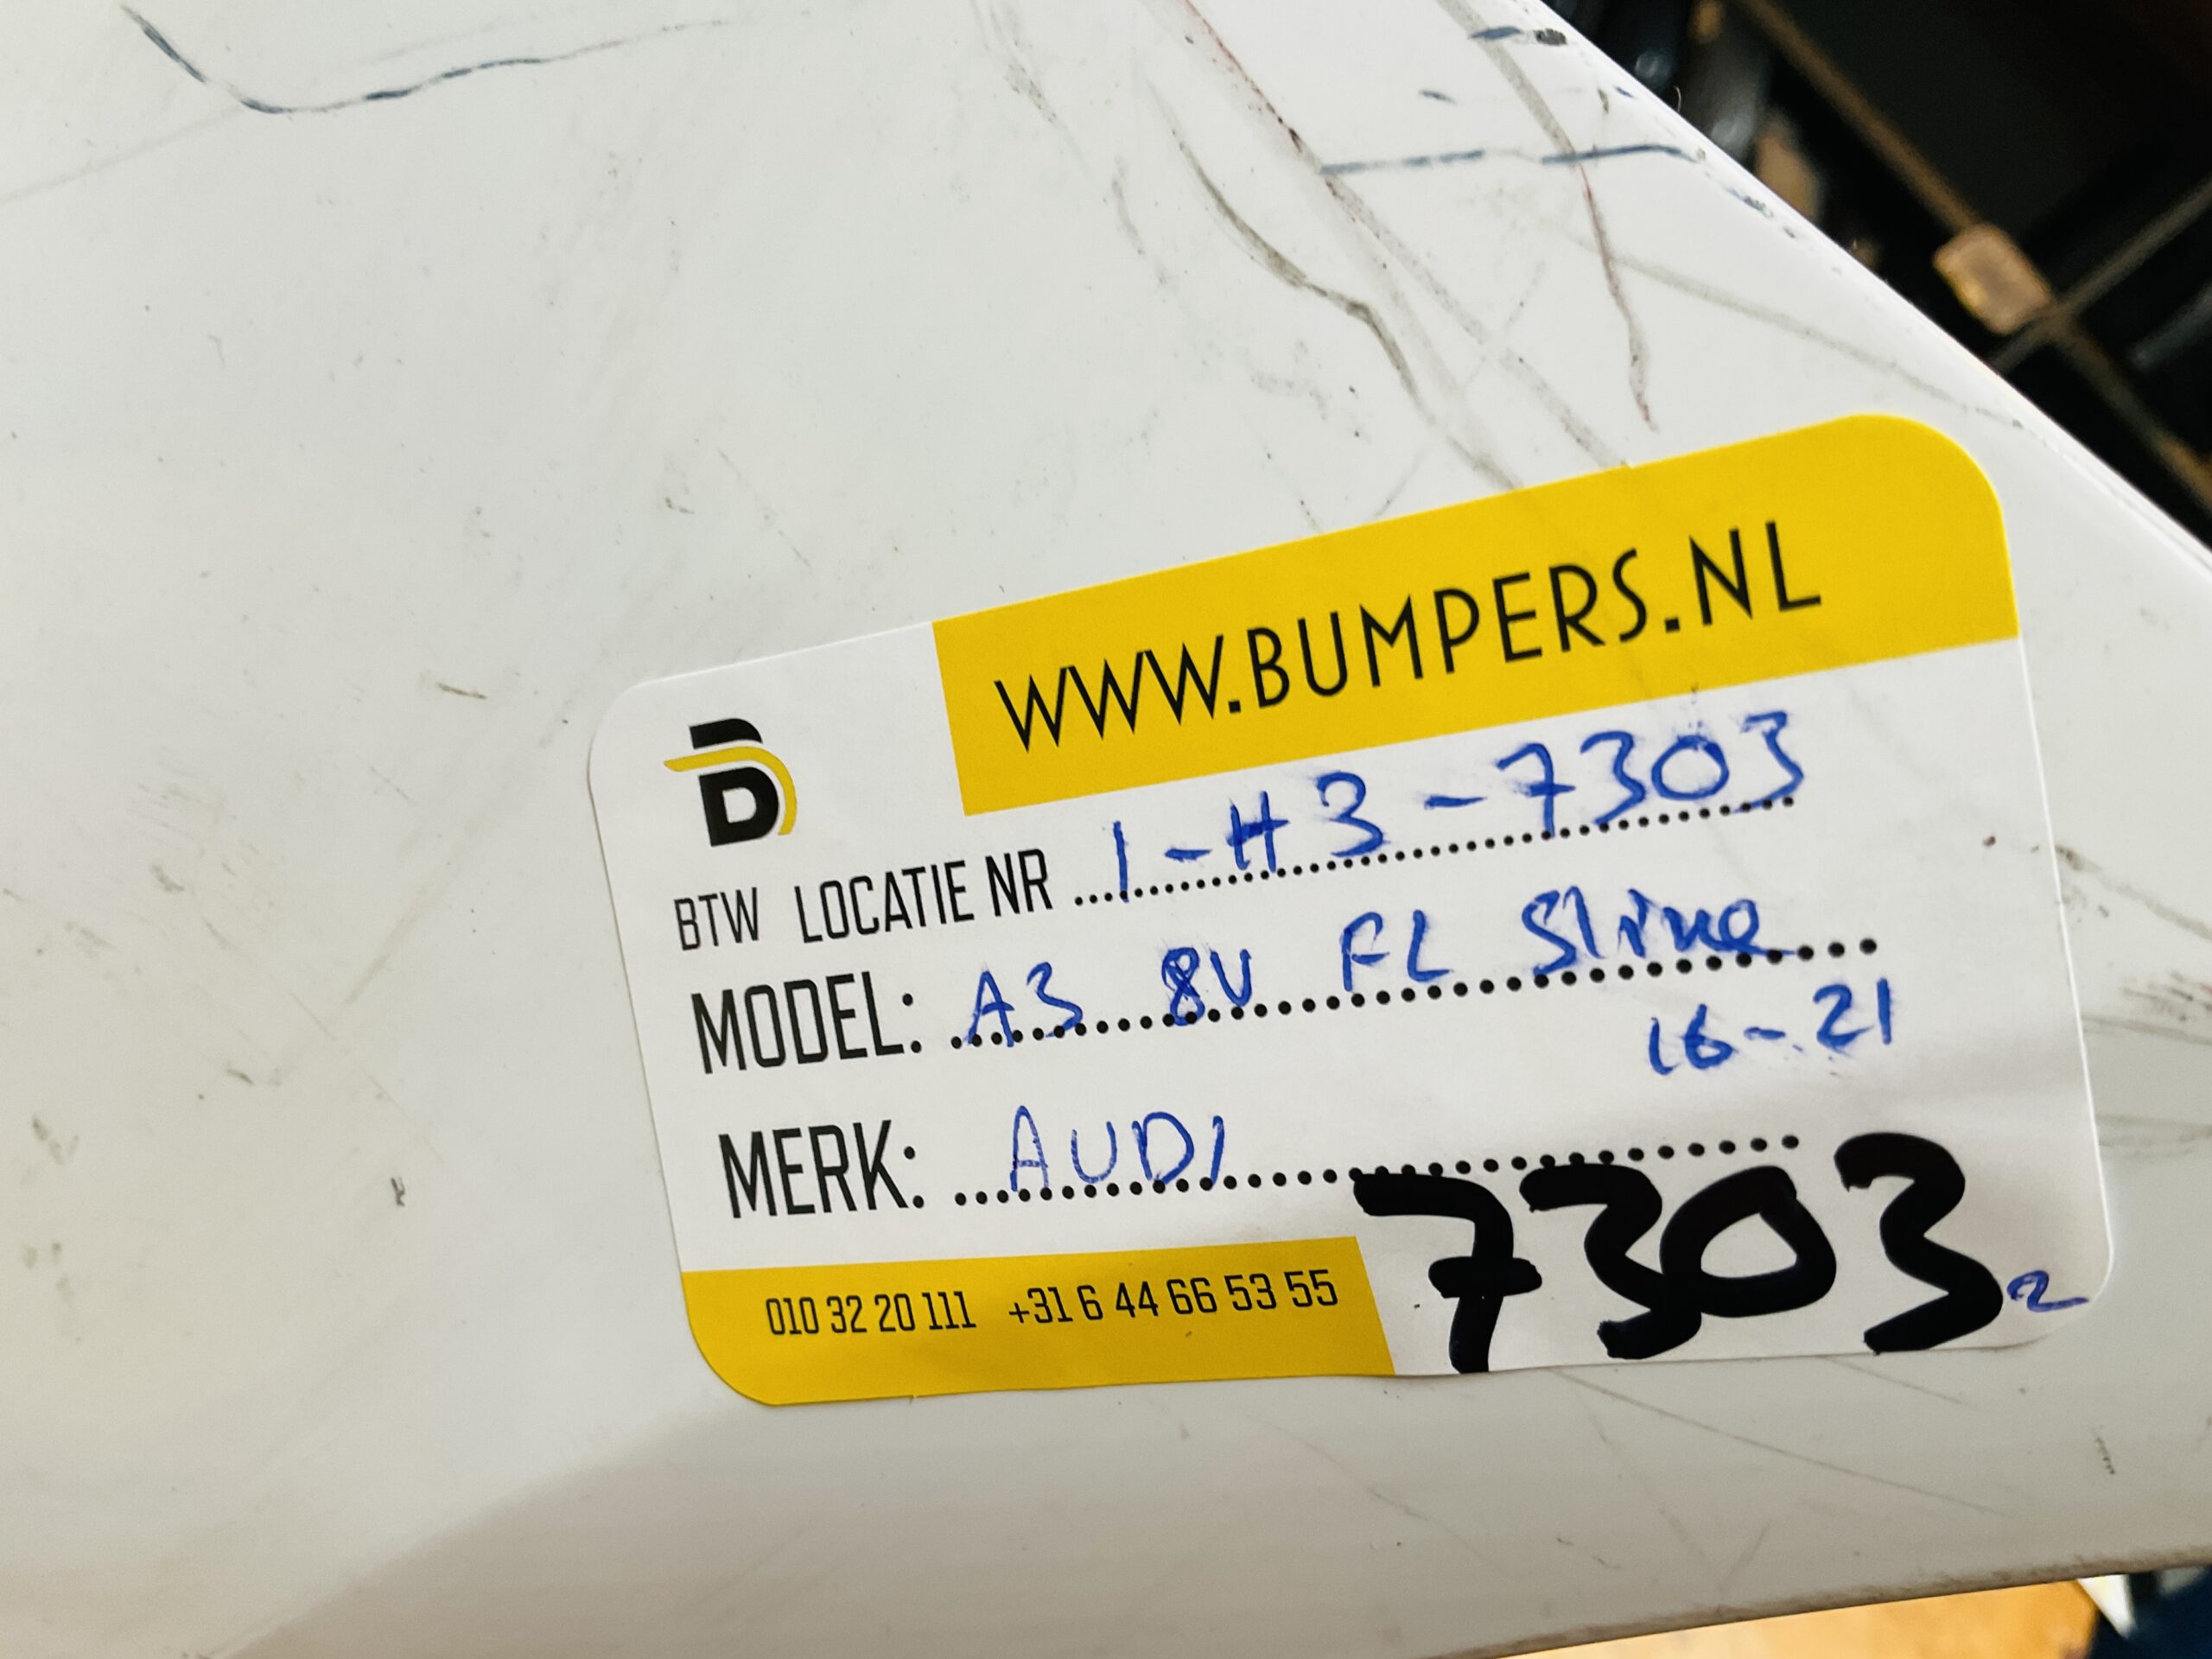 WWW.BUMPERS.NL
BTW LOCATIE NR 1-H3-7303
MODEL: A3 8V FL Sline
16-21
MERK: AUDI
010 32 20 111 +31 6 44 66 53 55
7303 2